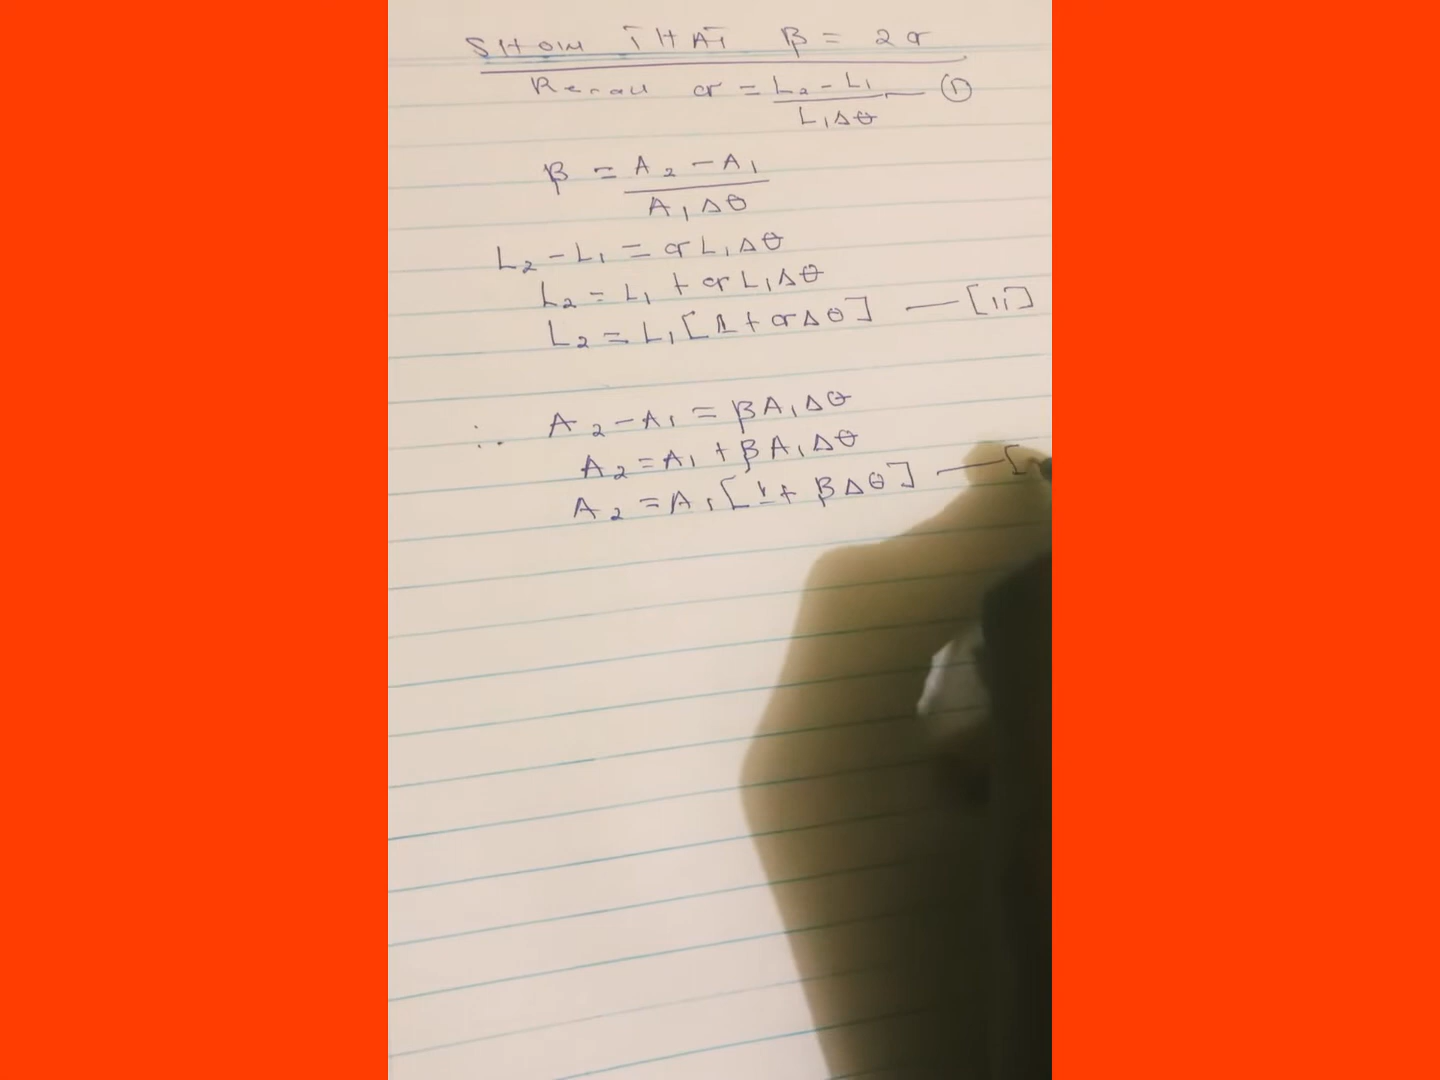 SHOW THAT β = 2α
Recall α = L₂ - L₁ / L₁Δθ — (1)
β = A₂ - A₁ / A₁Δθ
L₂ - L₁ = αL₁Δθ
L₂ = L₁ + αL₁Δθ
L₂ = L₁[1 + αΔθ] — [ii]
∴ A₂ - A₁ = βA₁Δθ
A₂ = A₁ + βA₁Δθ
A₂ = A₁[1 + βΔθ] — [